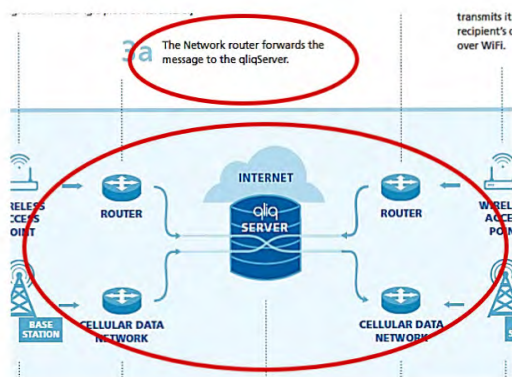 transmits it
recipient's
over WiFi.
3a The Network router forwards the
message to the qliqServer.
INTERNET
qliq
SERVER
ROUTER
ROUTER
POINT
BASE
STATION
CELLULAR DATA
NETWORK
CELLULAR DATA
NETWORK